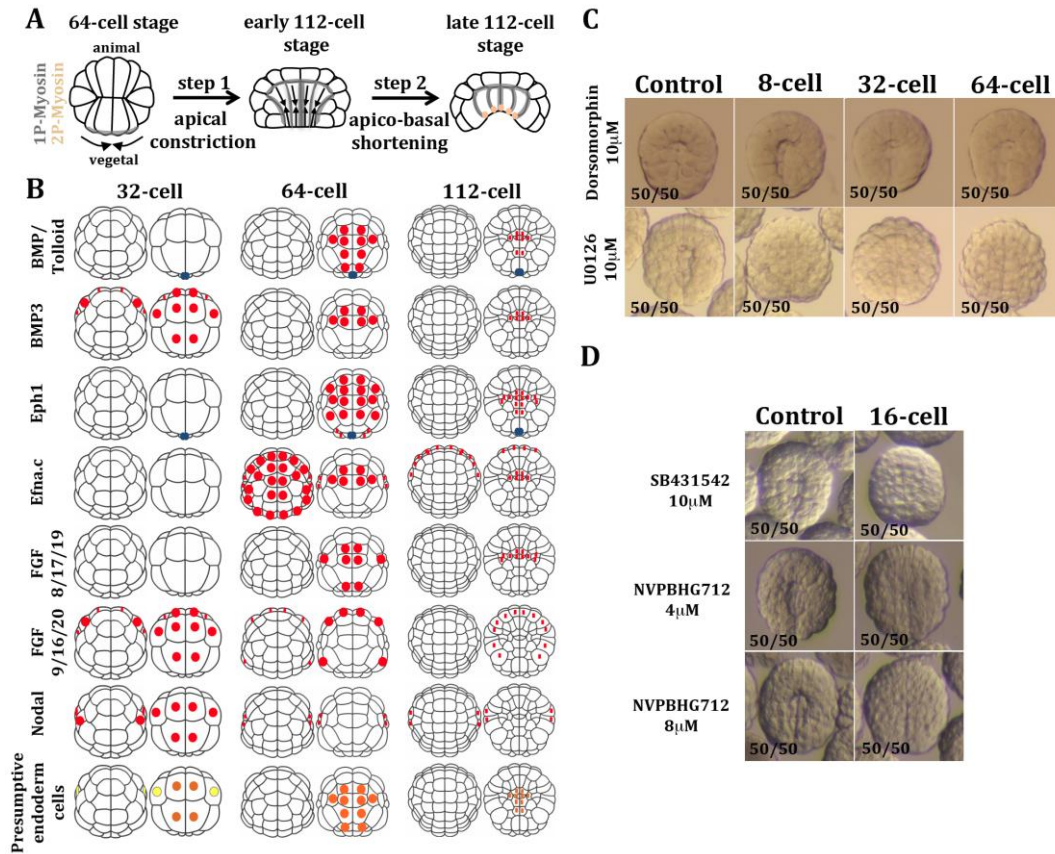 A
64-cell stage
early 112-cell
stage
late 112-cell
stage
animal
1P-Myosin
2P-Myosin
step 1
apical
constriction
step 2
apico-basal
shortening
vegetal
B
32-cell
64-cell
112-cell
BMP/
Tolloid
BMP3
Eph1
Efna.c
FGF
8/17/19
FGF
9/16/20
Nodal
Presumptive
endoderm
cells
C
Control
8-cell
32-cell
64-cell
Dorsomorphin
10μM
50/50
50/50
50/50
50/50
U0126
10μM
50/50
50/50
50/50
50/50
D
Control
16-cell
SB431542
10μM
50/50
50/50
NVPBHG712
4μM
50/50
50/50
NVPBHG712
8μM
50/50
50/50